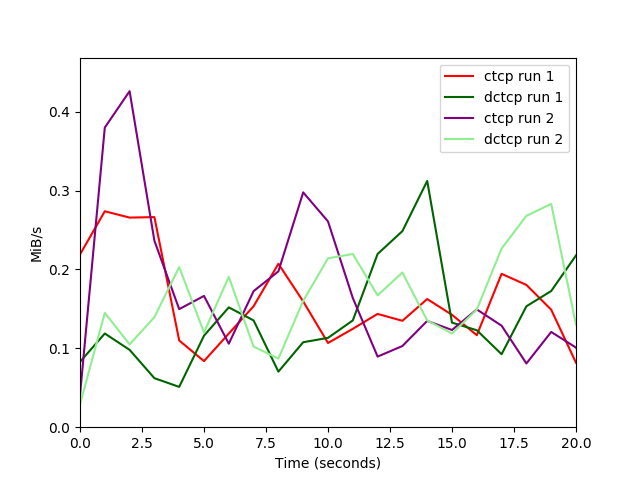 ctcp run 1
dctcp run 1
ctcp run 2
dctcp run 2
MiB/s
0.4
0.3
0.2
0.1
0.0
0.0 2.5 5.0 7.5 10.0 12.5 15.0 17.5 20.0
Time (seconds)